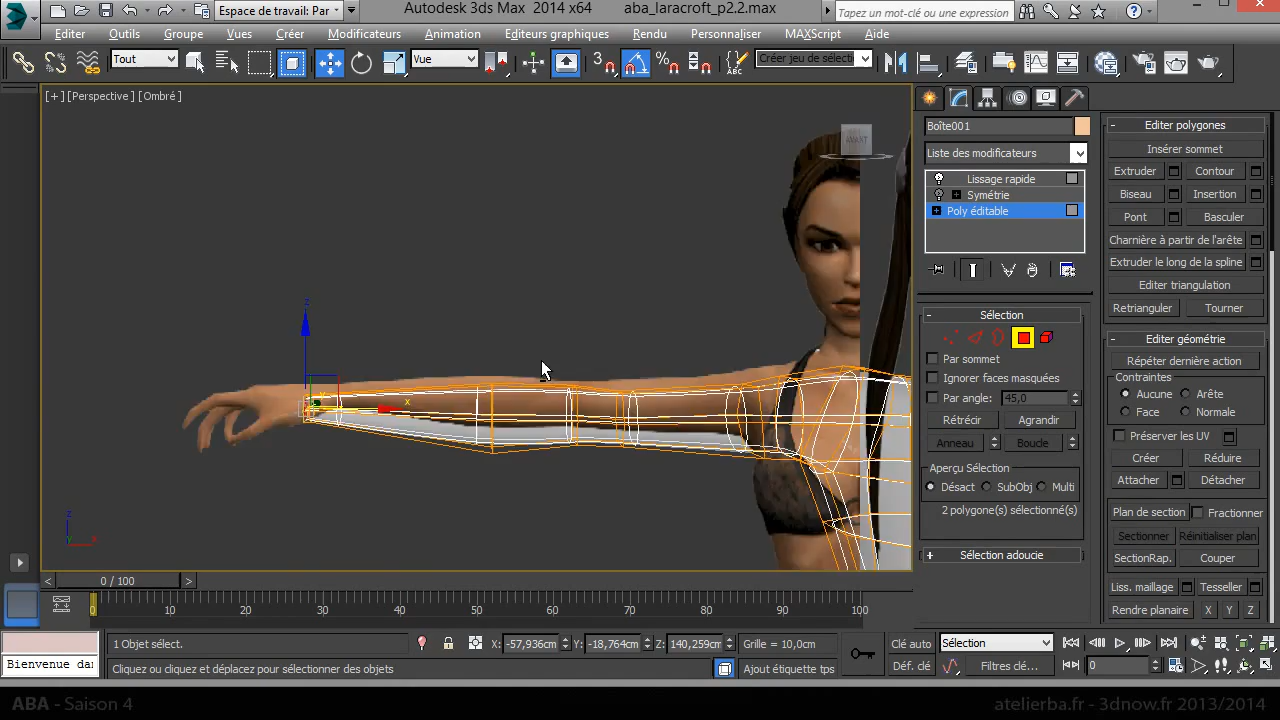 Espace de travail: Par
Autodesk 3ds Max 2014 x64 aba_laracroft_p2.2.max
Tapez un mot-clé ou une expression
Editer Outils Groupe Vues Créer Modificateurs Animation Editeurs graphiques Rendu Personnaliser MAXScript Aide
Tout
Vue
3
Créer jeu de sélecti
[+] [Perspective] [Ombré]
AVANT
z
x
z
x
y
Boîte001
Liste des modificateurs
Lissage rapide
Symétrie
Poly éditable
Sélection
Par sommet
Ignorer faces masquées
Par angle: 45,0
Rétrécir Agrandir
Anneau Boucle
Aperçu Sélection
Désact SubObj Multi
2 polygone(s) sélectionné(s)
Sélection adoucie
Editer polygones
Insérer sommet
Extruder Contour
Biseau Insertion
Pont Basculer
Charnière à partir de l'arête
Extruder le long de la spline
Editer triangulation
Retrianguler Tourner
Editer géométrie
Répéter dernière action
Contraintes
Aucune Arête
Face Normale
Préserver les UV
Créer Réduire
Attacher Détacher
Plan de section Fractionner
Sectionner Réinitialiser plan
SectionRap. Couper
Liss. maillage Tesseller
Rendre planaire X Y Z
0 / 100
0 10 20 30 40 50 60 70 80 90 100
1 Objet sélect.
X: -57,936cm Y: -18,764cm Z: 140,259cm
Grille = 10,0cm
Clé auto Sélection
Bienvenue da
Cliquez ou cliquez et déplacez pour sélectionner des objets
Ajout étiquette tps
Déf. clé Filtres clé... 0
ABA - Saison 4
atelierba.fr - 3dnow.fr 2013/2014